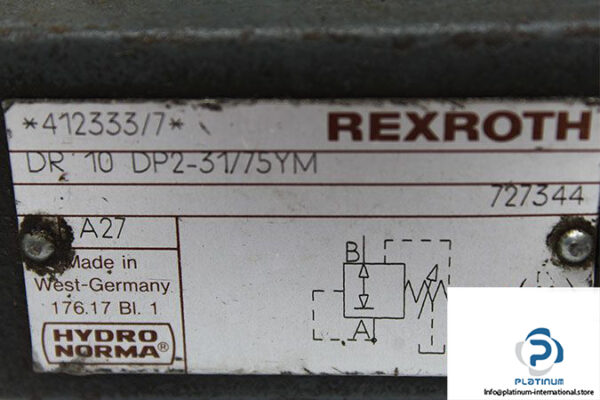 *412333/7*
REXROTH
DR 10 DP2-31/75YM
727344
A27
Made in
West-Germany
176.17 Bl. 1
HYDRO
NORMA®
B
A
PLATINUM
Info@platinum-international.store